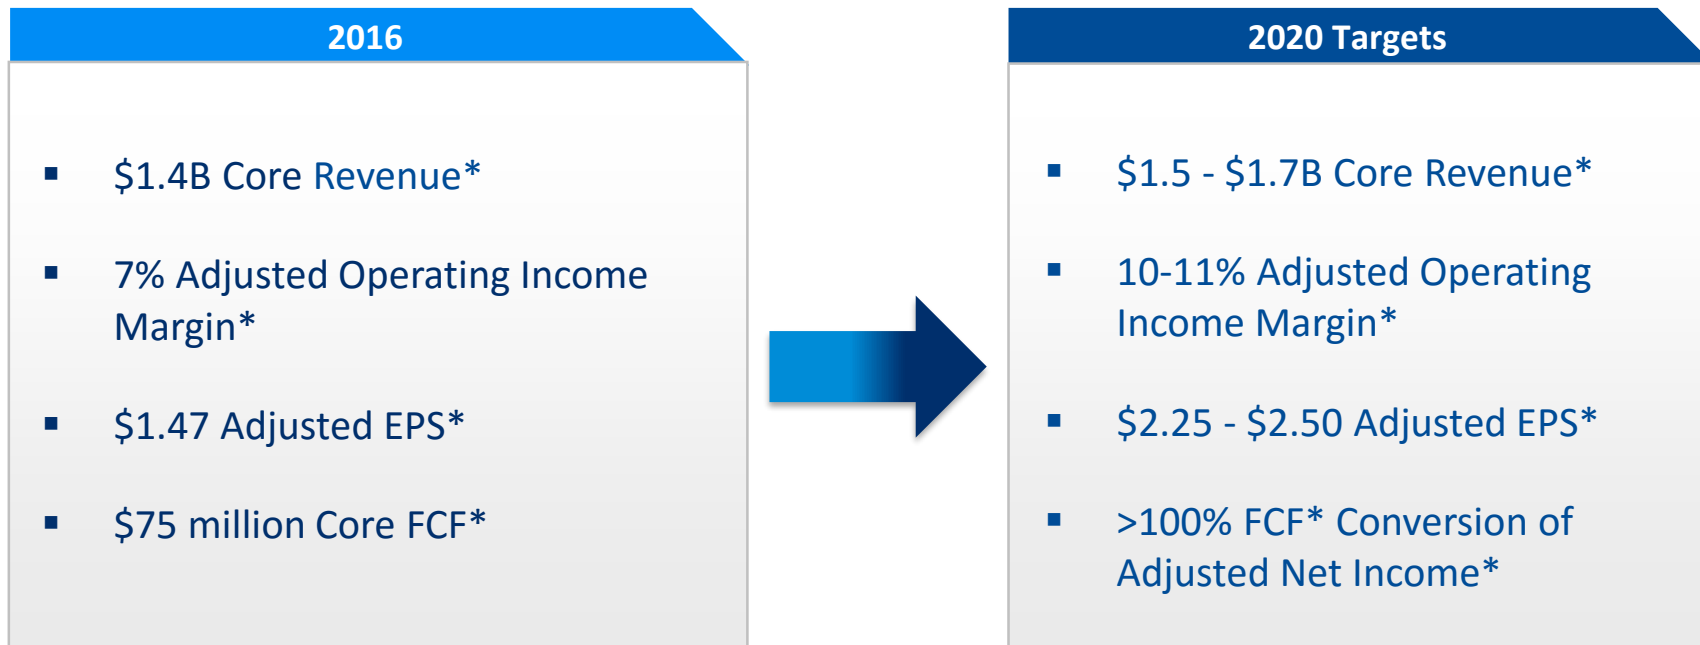 2016
▪ $1.4B Core Revenue*
▪ 7% Adjusted Operating Income
Margin*
▪ $1.47 Adjusted EPS*
▪ $75 million Core FCF*
2020 Targets
▪ $1.5 - $1.7B Core Revenue*
▪ 10-11% Adjusted Operating
Income Margin*
▪ $2.25 - $2.50 Adjusted EPS*
▪ >100% FCF* Conversion of
Adjusted Net Income*